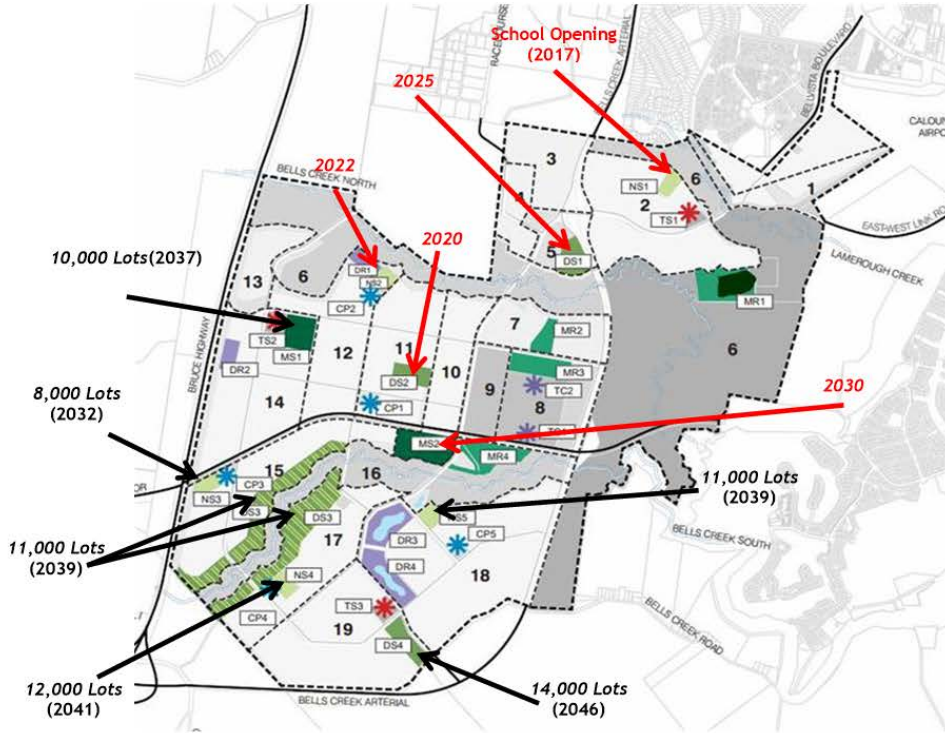 School Opening
(2017)
2025
2022
2020
2030
10,000 Lots(2037)
8,000 Lots
(2032)
11,000 Lots
(2039)
12,000 Lots
(2041)
11,000 Lots
(2039)
14,000 Lots
(2046)
BELLS CREEK ARTERIAL
BELLVISTA BOULEVARD
EAST-WEST LINK
LAMEROUGH CREEK
BELLS CREEK NORTH
BRUCE HIGHWAY
BELLS CREEK SOUTH
BELLS CREEK ROAD
BELLS CREEK ARTERIAL
3
6
1
2
NS1
TS1
5
DS1
MR1
13
6
DR1
NS2
CP2
7
MR2
TS2
MS1
12
11
10
9
MR3
6
DR2
DS2
TC2
8
14
CP1
MS2
MR4
15
16
CP3
NS3
DS3
17
CP5
DR3
DR4
18
NS4
TS3
CP4
19
DS4